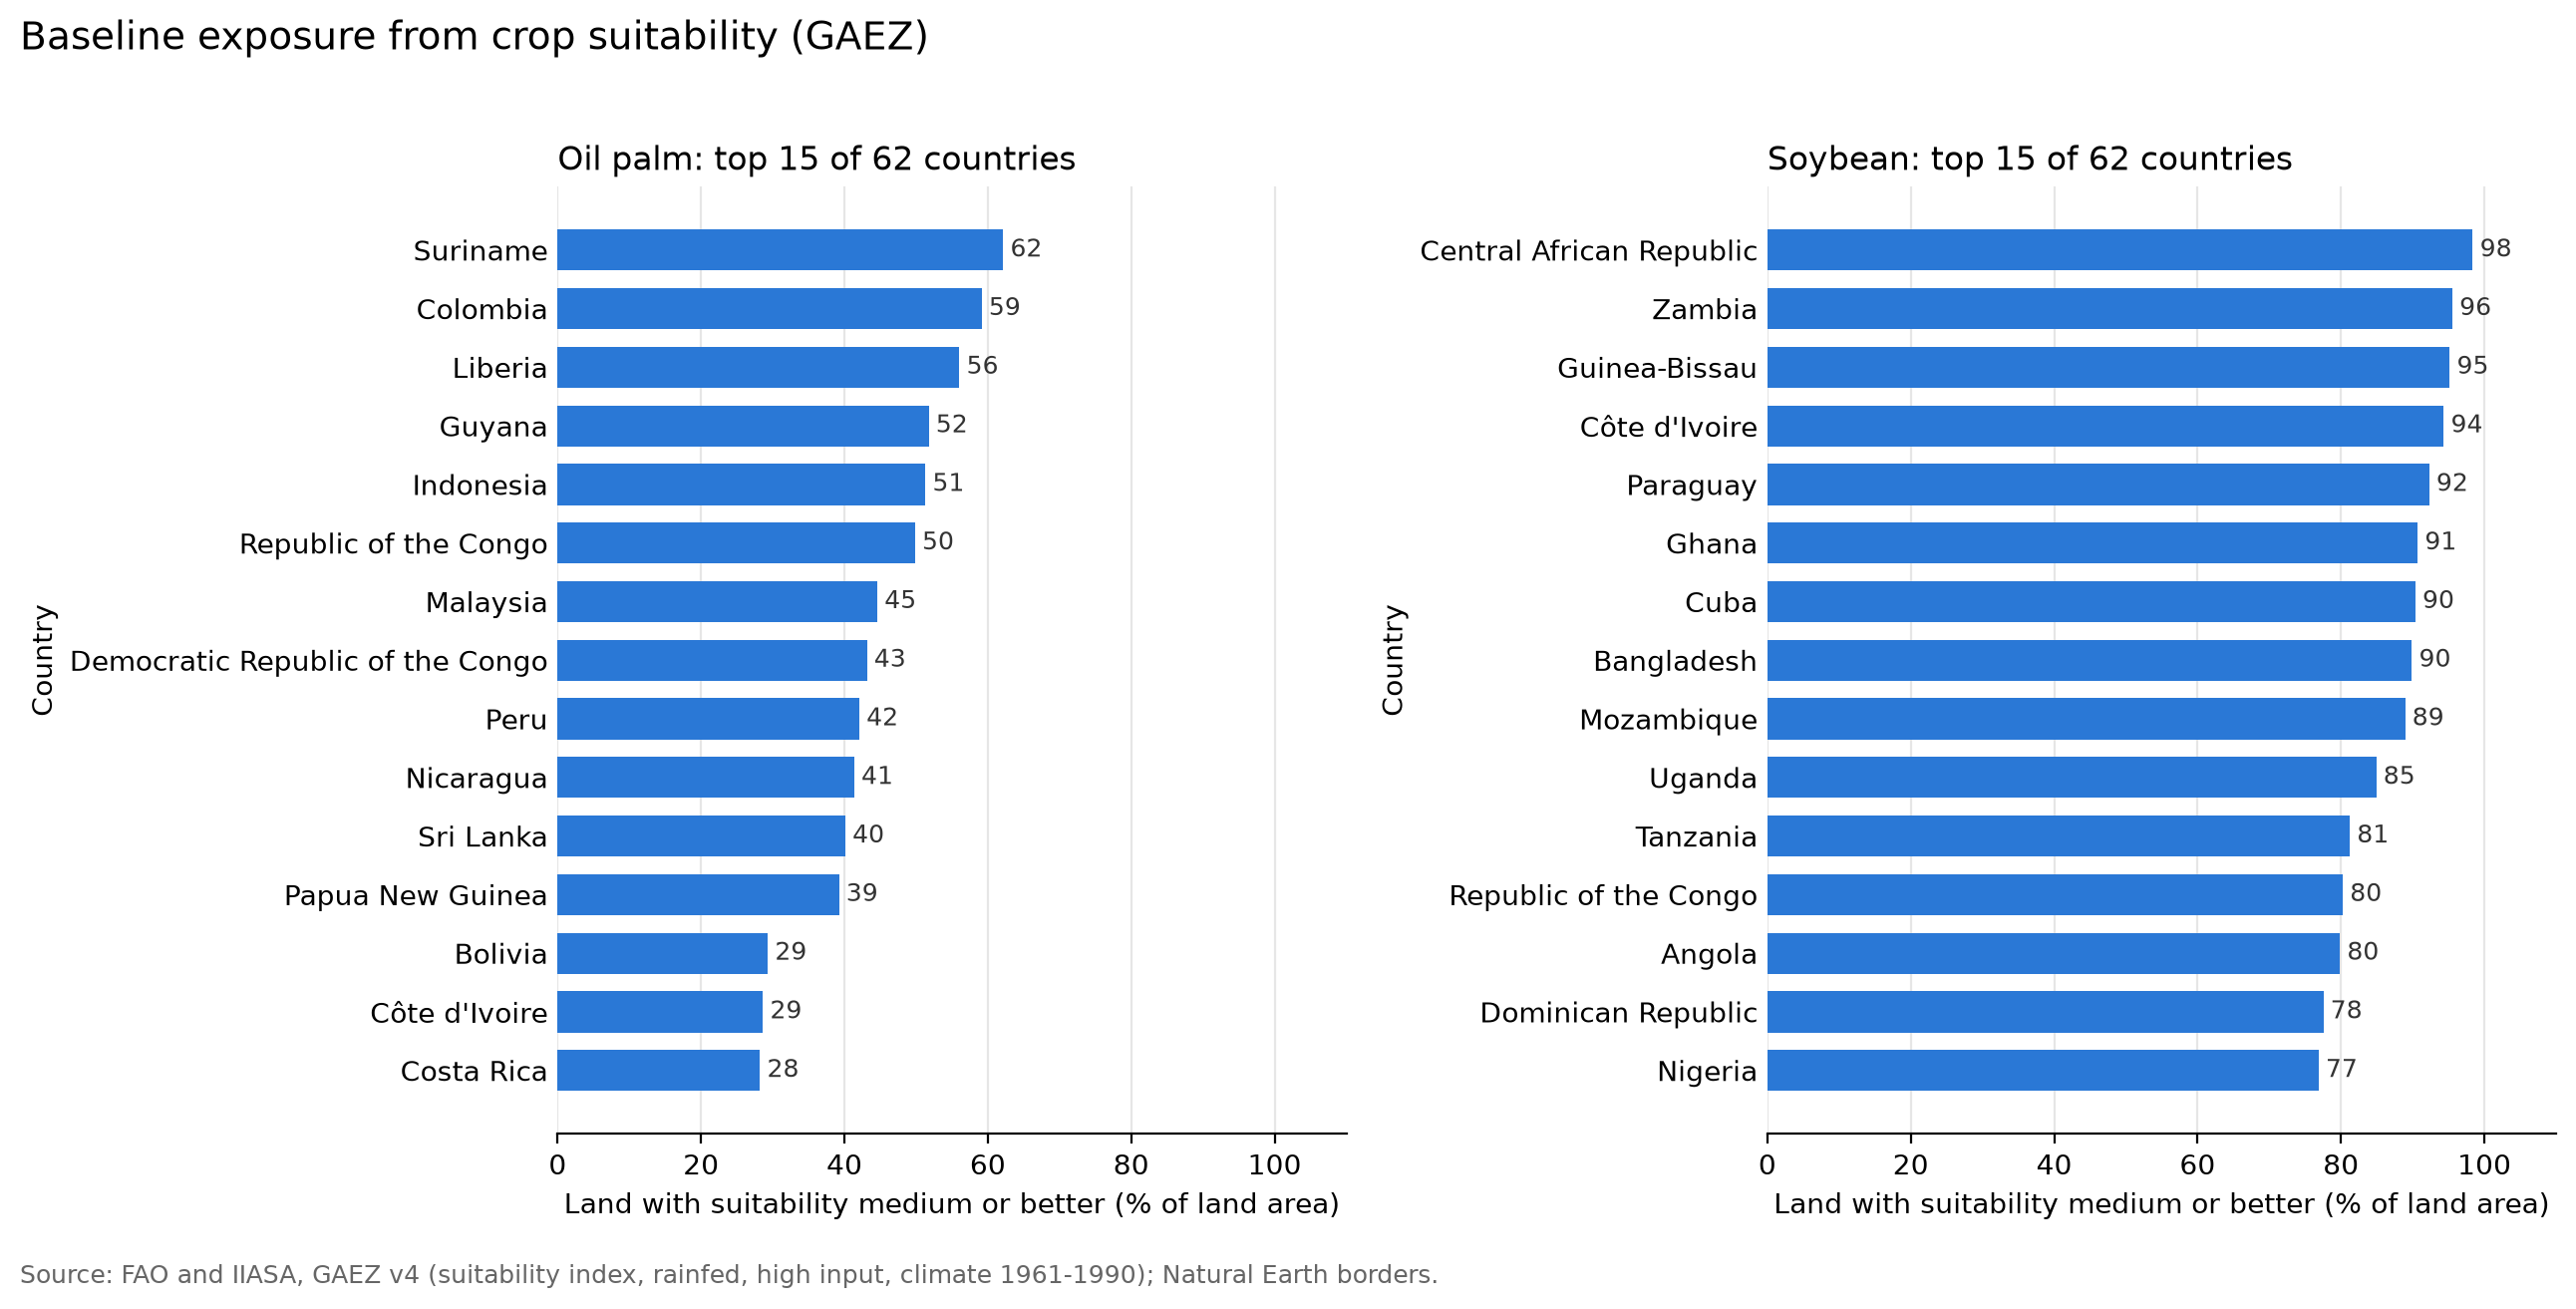 Baseline exposure from crop suitability (GAEZ)
Oil palm: top 15 of 62 countries
Country
Suriname 62
Colombia 59
Liberia 56
Guyana 52
Indonesia 51
Republic of the Congo 50
Malaysia 45
Democratic Republic of the Congo 43
Peru 42
Nicaragua 41
Sri Lanka 40
Papua New Guinea 39
Bolivia 29
Côte d'Ivoire 29
Costa Rica 28
0 20 40 60 80 100
Land with suitability medium or better (% of land area)
Soybean: top 15 of 62 countries
Country
Central African Republic 98
Zambia 96
Guinea-Bissau 95
Côte d'Ivoire 94
Paraguay 92
Ghana 91
Cuba 90
Bangladesh 90
Mozambique 89
Uganda 85
Tanzania 81
Republic of the Congo 80
Angola 80
Dominican Republic 78
Nigeria 77
0 20 40 60 80 100
Land with suitability medium or better (% of land area)
Source: FAO and IIASA, GAEZ v4 (suitability index, rainfed, high input, climate 1961-1990); Natural Earth borders.